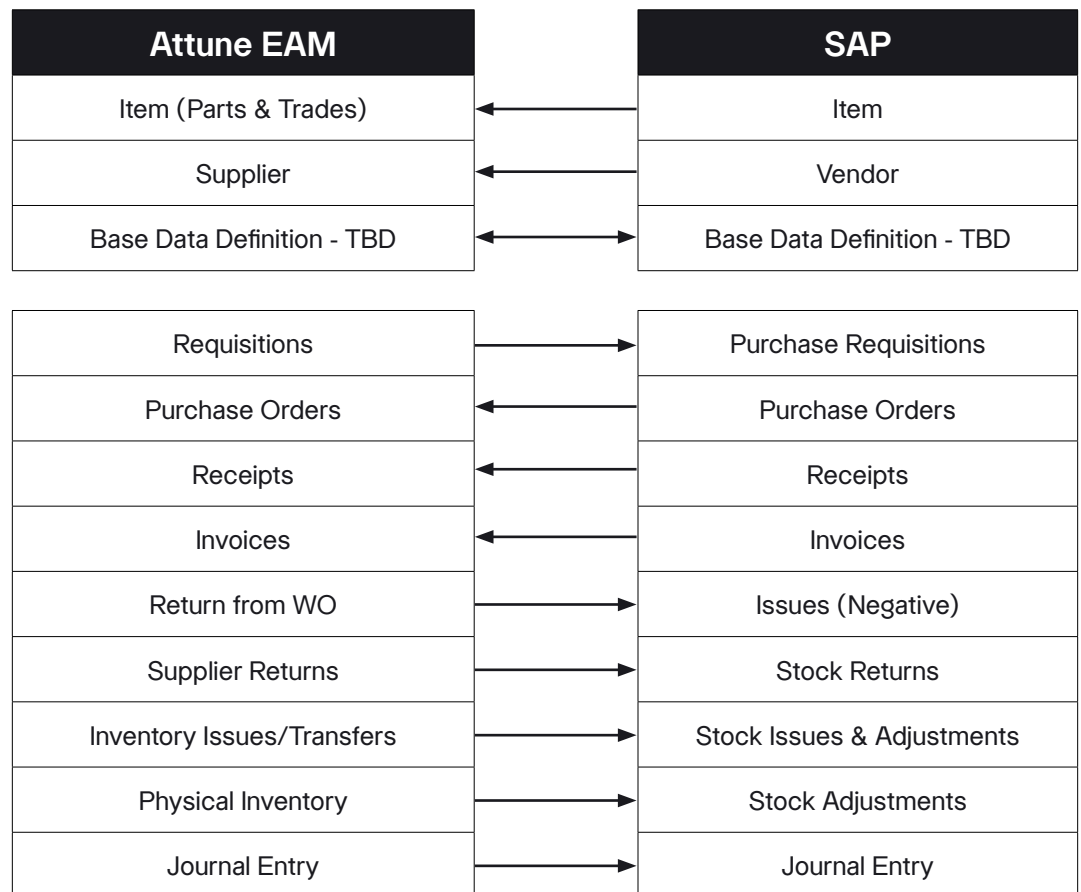 Attune EAM SAP
Item (Parts & Trades) Item
Supplier Vendor
Base Data Definition - TBD Base Data Definition - TBD
Requisitions Purchase Requisitions
Purchase Orders Purchase Orders
Receipts Receipts
Invoices Invoices
Return from WO Issues (Negative)
Supplier Returns Stock Returns
Inventory Issues/Transfers Stock Issues & Adjustments
Physical Inventory Stock Adjustments
Journal Entry Journal Entry